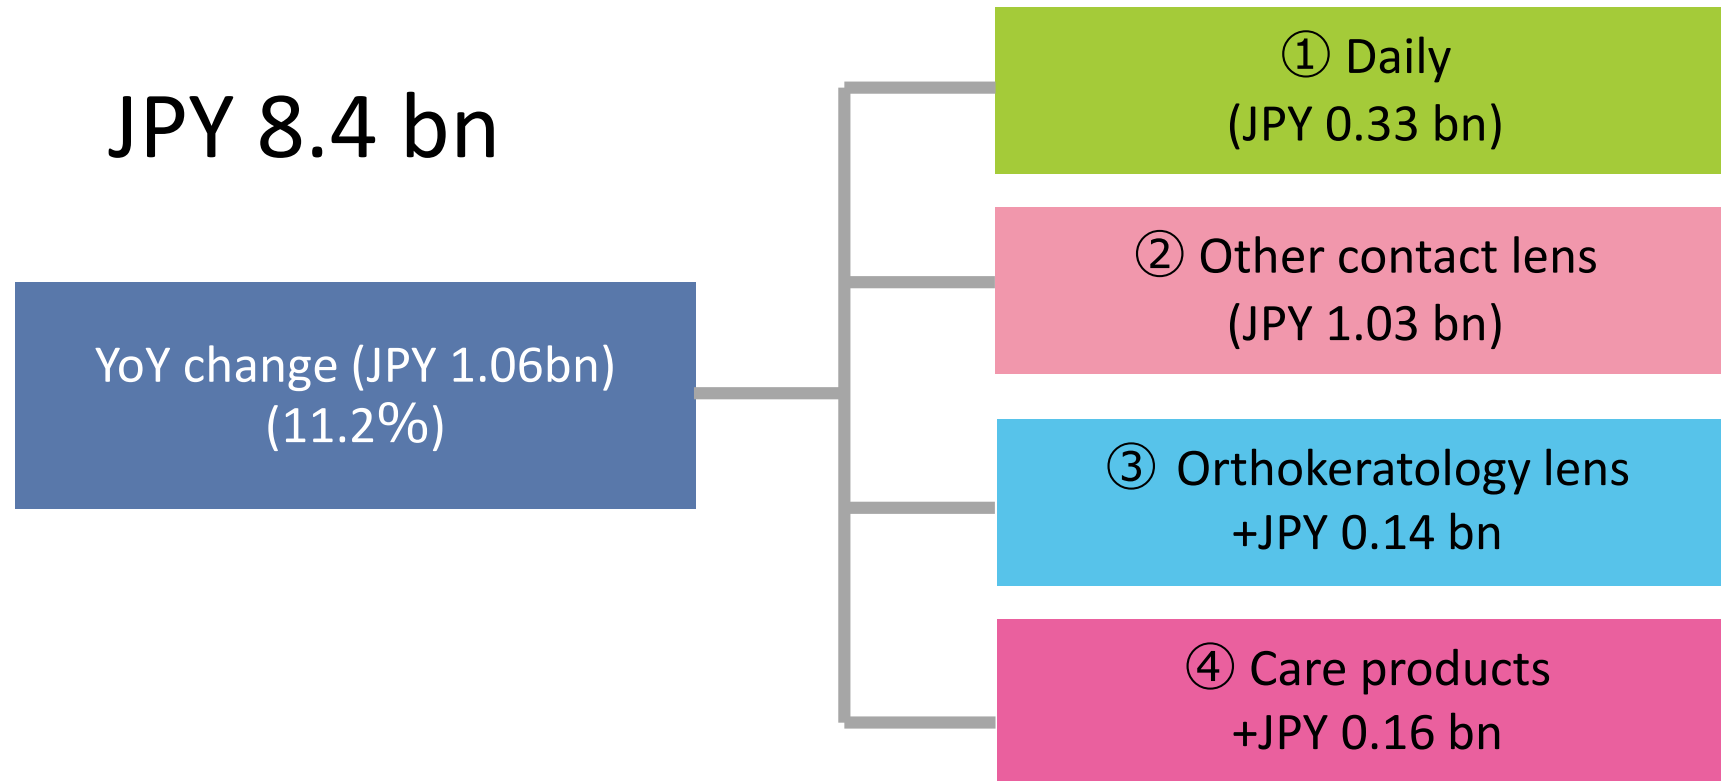 JPY 8.4 bn
YoY change (JPY 1.06bn)
(11.2%)
① Daily
(JPY 0.33 bn)
② Other contact lens
(JPY 1.03 bn)
③ Orthokeratology lens
+JPY 0.14 bn
④ Care products
+JPY 0.16 bn